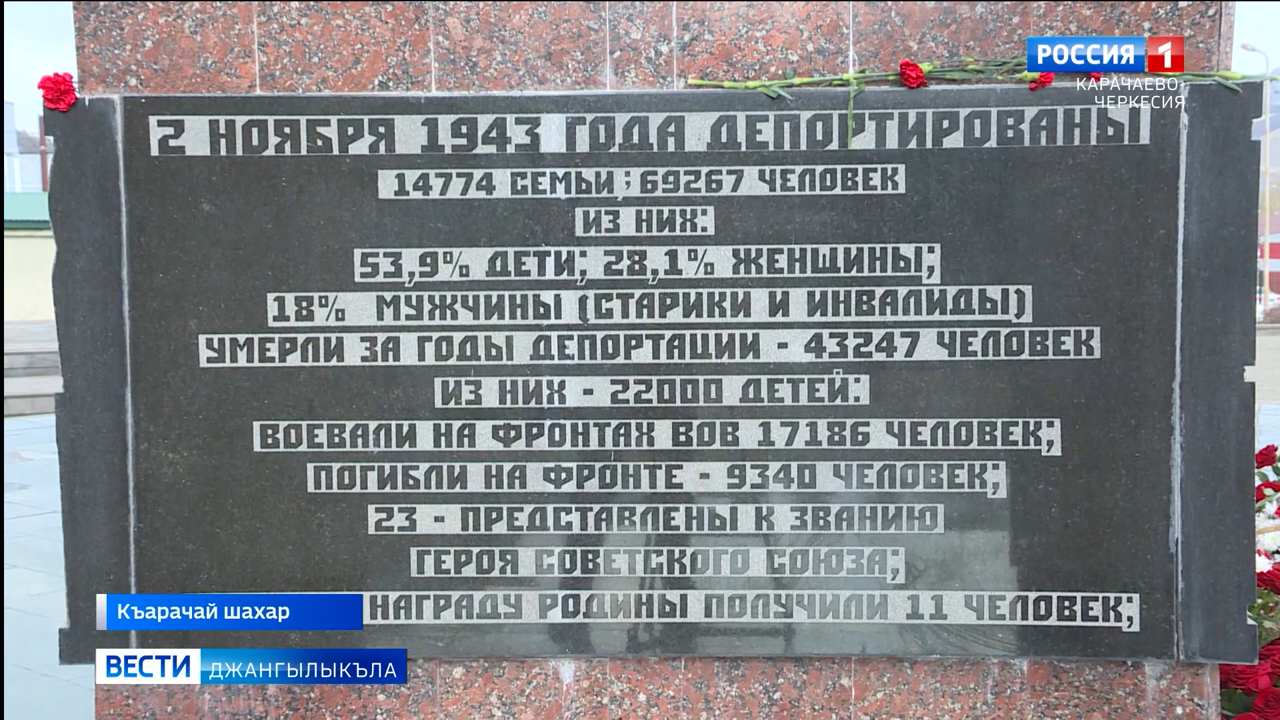 РОССИЯ 1
КАРАЧАЕВО-
ЧЕРКЕСИЯ
2 НОЯБРЯ 1943 ГОДА ДЕПОРТИРОВАНЫ
14774 СЕМЬИ; 69267 ЧЕЛОВЕК
ИЗ НИХ:
53,9% ДЕТИ; 28,1% ЖЕНЩИНЫ;
18% МУЖЧИНЫ (СТАРИКИ И ИНВАЛИДЫ)
УМЕРЛИ ЗА ГОДЫ ДЕПОРТАЦИИ - 43247 ЧЕЛОВЕК
ИЗ НИХ - 22000 ДЕТЕЙ:
ВОЕВАЛИ НА ФРОНТАХ ВОВ 17186 ЧЕЛОВЕК;
ПОГИБЛИ НА ФРОНТЕ - 9340 ЧЕЛОВЕК;
23 - ПРЕДСТАВЛЕНЫ К ЗВАНИЮ
ГЕРОЯ СОВЕТСКОГО СОЮЗА;
НАГРАДУ РОДИНЫ ПОЛУЧИЛИ 11 ЧЕЛОВЕК;
Къарачай шахар
ВЕСТИ ДЖАНГЫЛЫКЪЛА